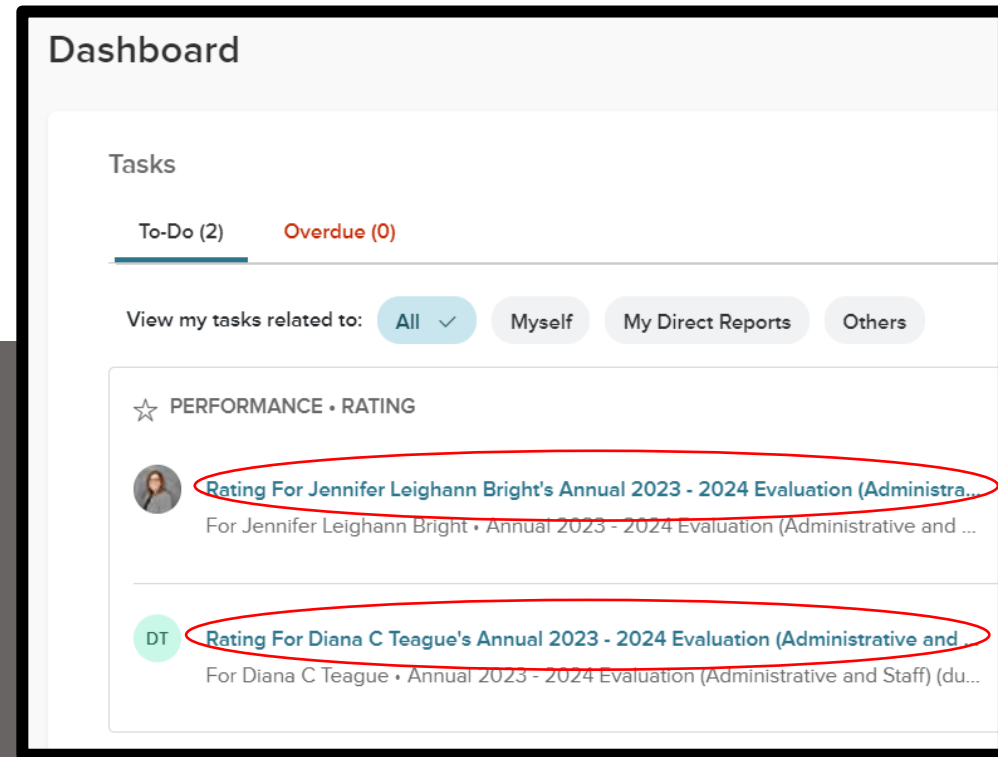 Dashboard
Tasks
To-Do (2) Overdue (0)
View my tasks related to: All Myself My Direct Reports Others
PERFORMANCE • RATING
Rating For Jennifer Leighann Bright's Annual 2023 - 2024 Evaluation (Administra...
For Jennifer Leighann Bright • Annual 2023 - 2024 Evaluation (Administrative and ...
DT Rating For Diana C Teague's Annual 2023 - 2024 Evaluation (Administrative and ...
For Diana C Teague • Annual 2023 - 2024 Evaluation (Administrative and Staff) (du...